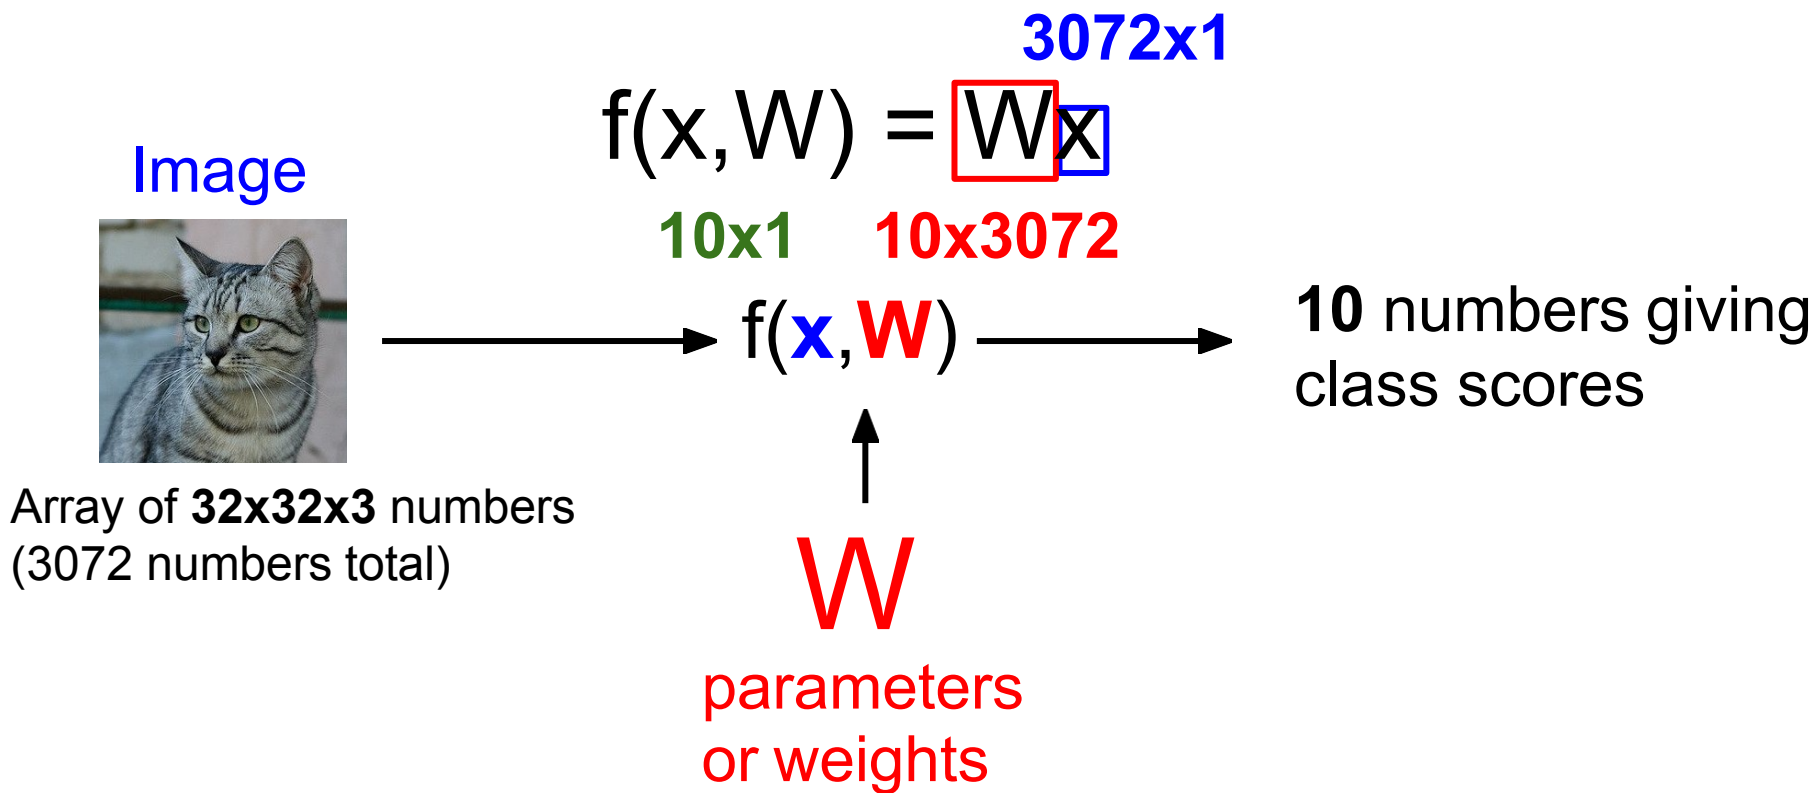 3072x1
f(x,W) = Wx
Image
10x1 10x3072
f(x,W)
10 numbers giving
class scores
Array of 32x32x3 numbers
(3072 numbers total)
W
parameters
or weights